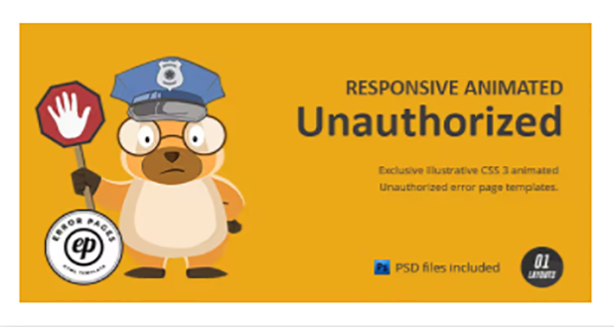 RESPONSIVE ANIMATED
Unauthorized
Exclusive Illustrative CSS 3 animated
Unauthorized error page templates.
ERROR PAGES
ep
HTML TEMPLATE
Ps
PSD files included
01
LAYOUTS